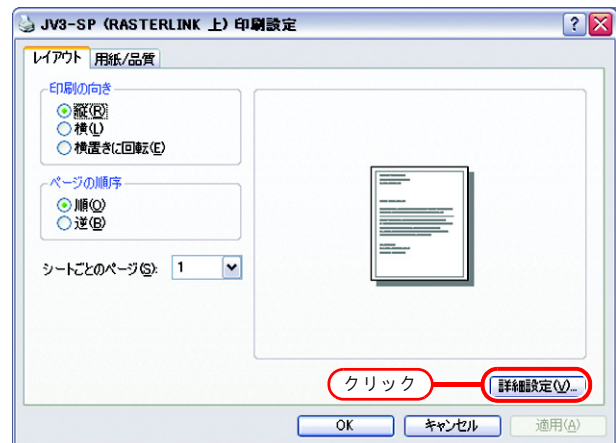 JV3-SP (RASTERLINK 上) 印刷設定
レイアウト 用紙/品質
印刷の向き
縦(R)
横(L)
横置きに回転(E)
ページの順序
順(O)
逆(B)
シートごとのページ(S): 1
クリック 詳細設定(V)...
OK キャンセル 適用(A)